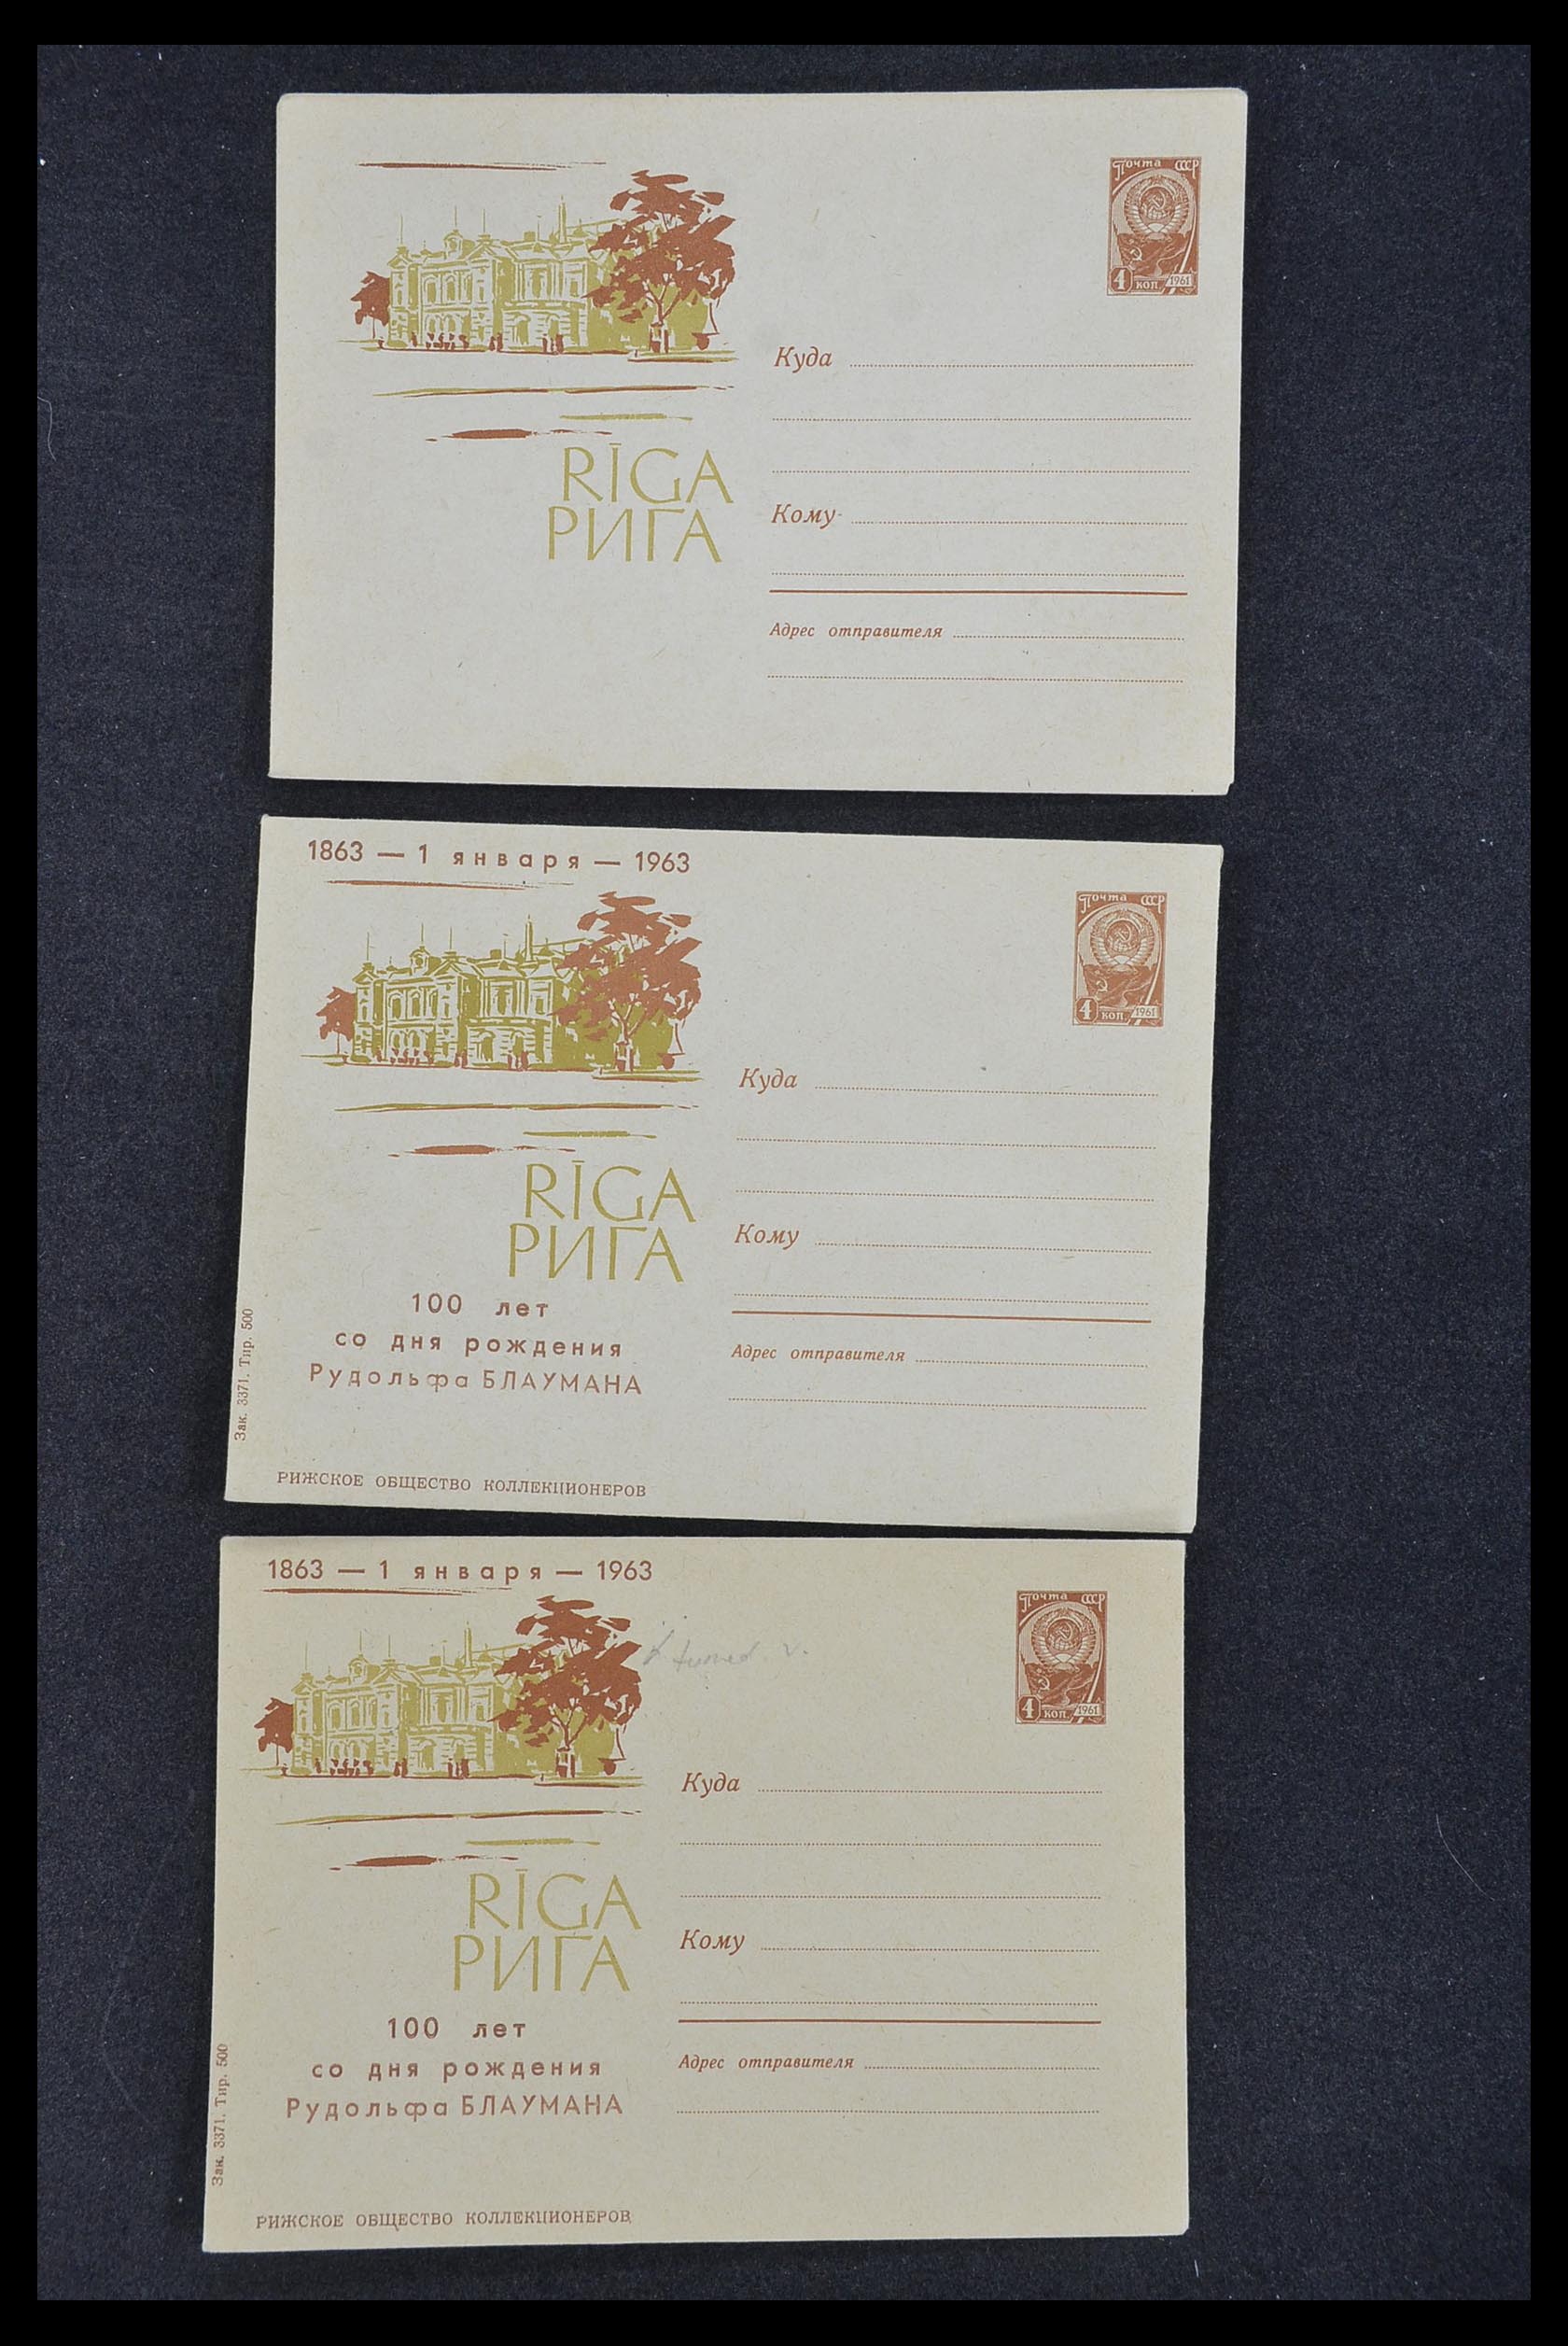 Почта СССР
4 коп. 1961
RĪGA
РИГА
Куда
Кому
Адрес отправителя
1863 — 1 января — 1963
Почта СССР
4 коп. 1961
RĪGA
РИГА
Куда
Кому
100 лет
со дня рождения
Рудольфа БЛАУМАНА
Адрес отправителя
Зак. 3371. Тир. 500
РИЖСКОЕ ОБЩЕСТВО КОЛЛЕКЦИОНЕРОВ
1863 — 1 января — 1963
Почта СССР
4 коп. 1961
RĪGA
РИГА
Куда
Кому
100 лет
со дня рождения
Рудольфа БЛАУМАНА
Адрес отправителя
Зак. 3371. Тир. 500
РИЖСКОЕ ОБЩЕСТВО КОЛЛЕКЦИОНЕРОВ